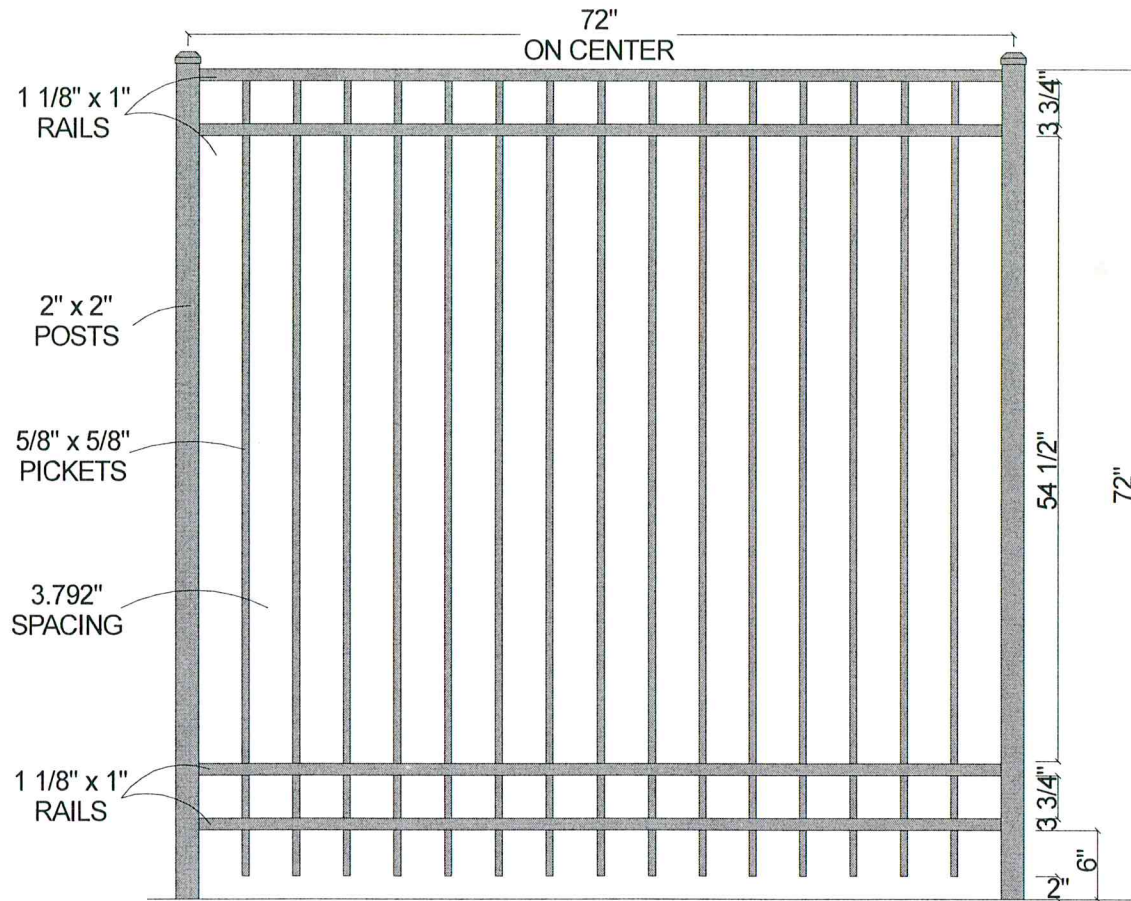 72"
ON CENTER
1 1/8" x 1"
RAILS
3 3/4"
2" x 2"
POSTS
5/8" x 5/8"
PICKETS
54 1/2"
72"
3.792"
SPACING
1 1/8" x 1"
RAILS
3 3/4"
6"
2"